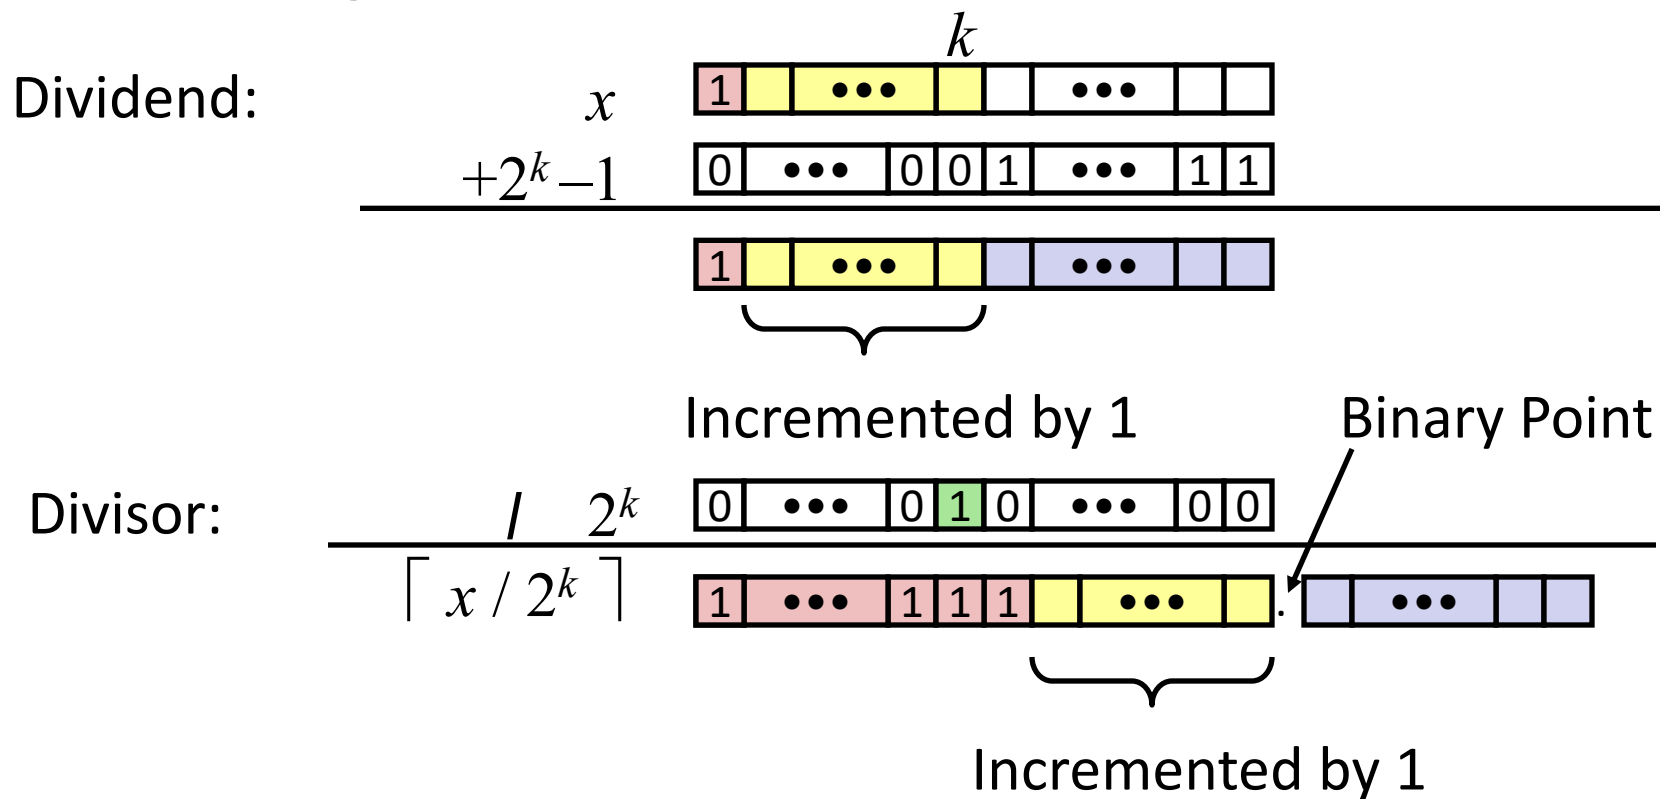 k
Dividend: x 1 ••• •••
+2^k –1 0 ••• 0 0 1 ••• 1 1
1 ••• •••
Incremented by 1 Binary Point
Divisor: / 2^k 0 ••• 0 1 0 ••• 0 0
⌈ x / 2^k ⌉ 1 ••• 1 1 1 ••• . •••
Incremented by 1